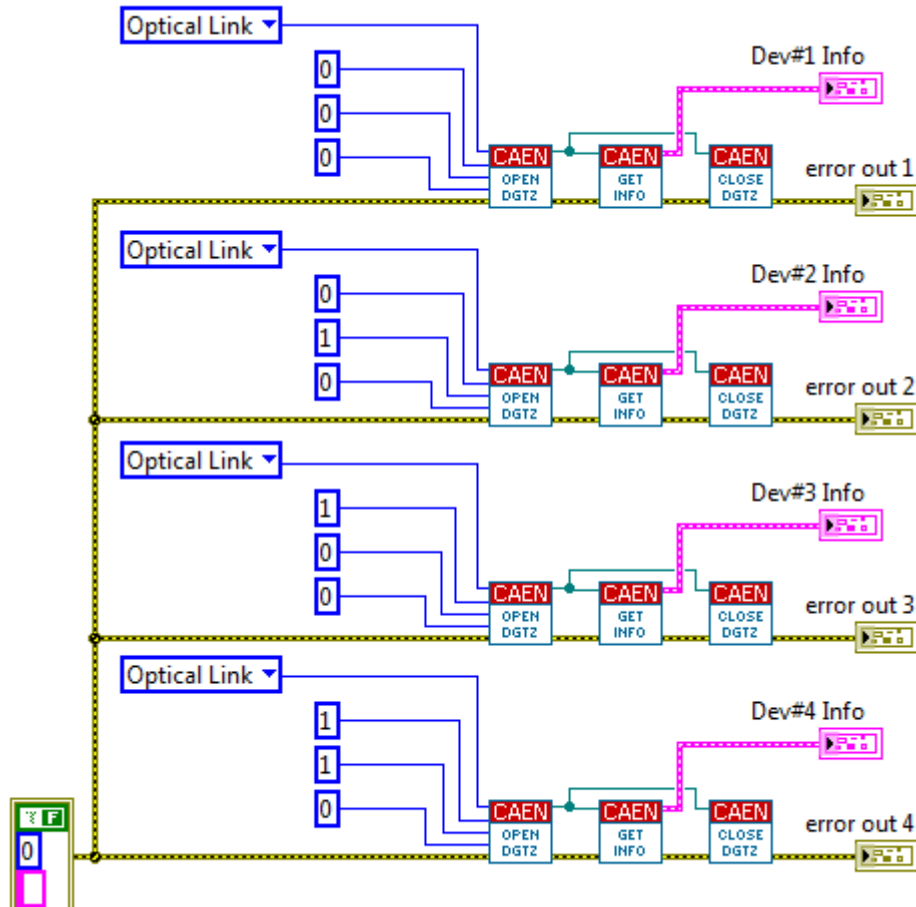 Optical Link
Dev#1 Info
0
0
0
CAEN CAEN CAEN
OPEN DGTZ
GET INFO
CLOSE DGTZ
error out 1
Optical Link
Dev#2 Info
0
1
0
CAEN CAEN CAEN
OPEN DGTZ
GET INFO
CLOSE DGTZ
error out 2
Optical Link
Dev#3 Info
1
0
0
CAEN CAEN CAEN
OPEN DGTZ
GET INFO
CLOSE DGTZ
error out 3
Optical Link
Dev#4 Info
1
1
0
CAEN CAEN CAEN
OPEN DGTZ
GET INFO
CLOSE DGTZ
error out 4
F
0